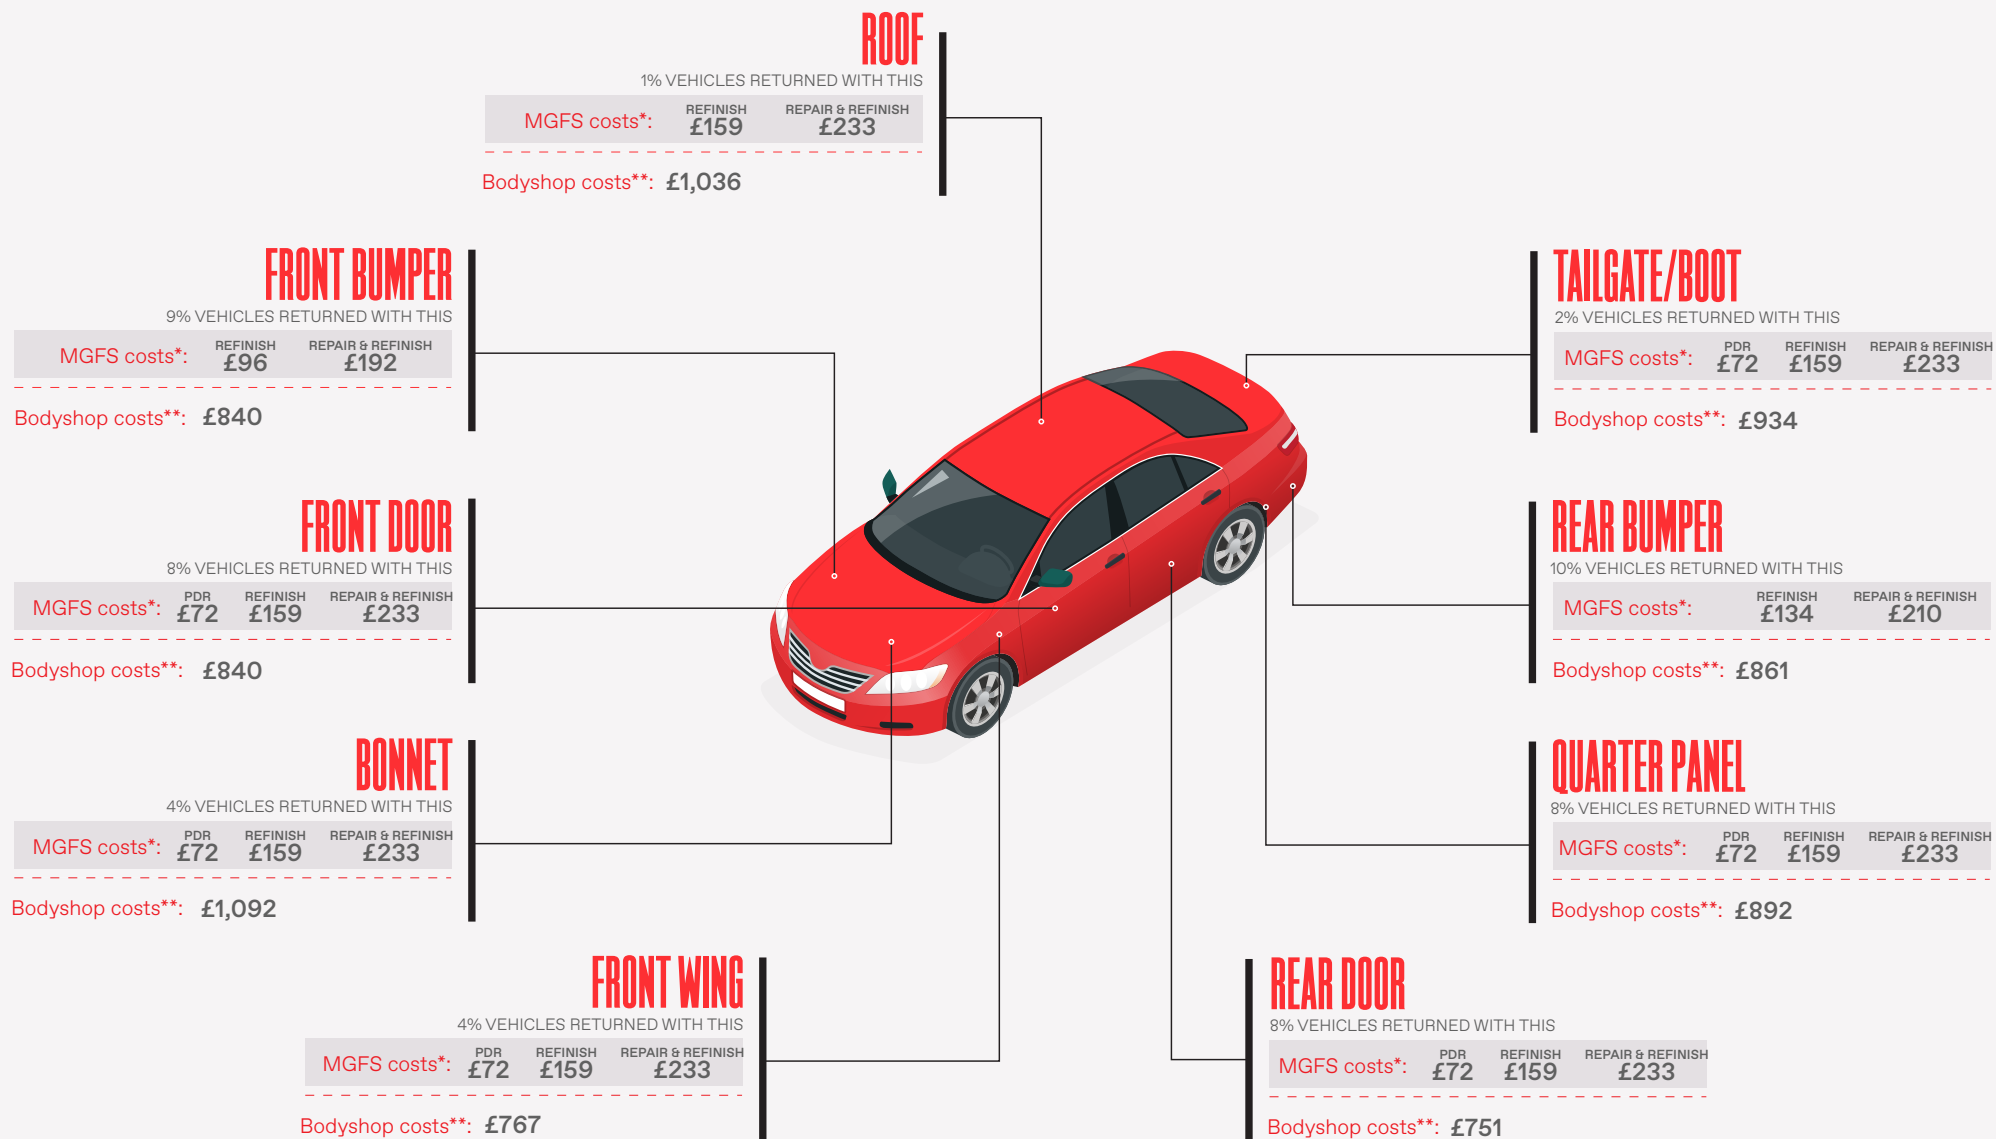 ROOF
1% VEHICLES RETURNED WITH THIS
MGFS costs*: REFINISH £159 REPAIR & REFINISH £233
Bodyshop costs**: £1,036
FRONT BUMPER
9% VEHICLES RETURNED WITH THIS
MGFS costs*: REFINISH £96 REPAIR & REFINISH £192
Bodyshop costs**: £840
FRONT DOOR
8% VEHICLES RETURNED WITH THIS
MGFS costs*: PDR £72 REFINISH £159 REPAIR & REFINISH £233
Bodyshop costs**: £840
BONNET
4% VEHICLES RETURNED WITH THIS
MGFS costs*: PDR £72 REFINISH £159 REPAIR & REFINISH £233
Bodyshop costs**: £1,092
FRONT WING
4% VEHICLES RETURNED WITH THIS
MGFS costs*: PDR £72 REFINISH £159 REPAIR & REFINISH £233
Bodyshop costs**: £767
TAILGATE/BOOT
2% VEHICLES RETURNED WITH THIS
MGFS costs*: PDR £72 REFINISH £159 REPAIR & REFINISH £233
Bodyshop costs**: £934
REAR BUMPER
10% VEHICLES RETURNED WITH THIS
MGFS costs*: REFINISH £134 REPAIR & REFINISH £210
Bodyshop costs**: £861
QUARTER PANEL
8% VEHICLES RETURNED WITH THIS
MGFS costs*: PDR £72 REFINISH £159 REPAIR & REFINISH £233
Bodyshop costs**: £892
REAR DOOR
8% VEHICLES RETURNED WITH THIS
MGFS costs*: PDR £72 REFINISH £159 REPAIR & REFINISH £233
Bodyshop costs**: £751